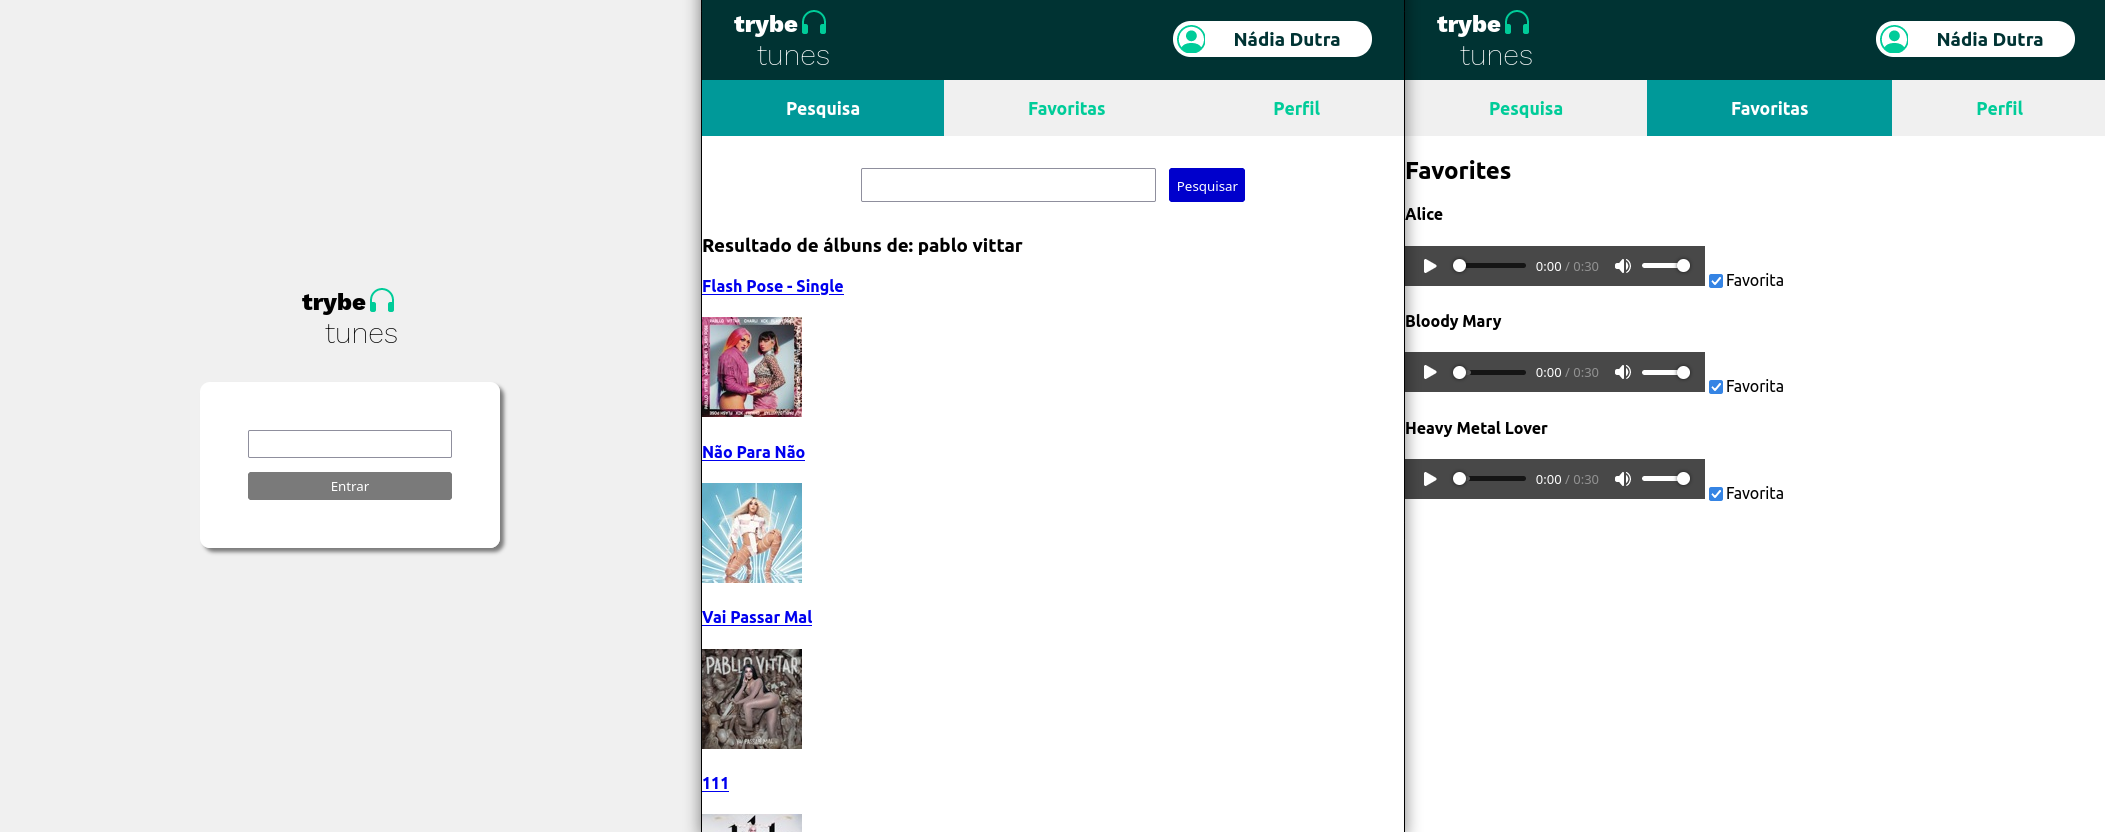 trybe
tunes
Entrar
trybe
tunes
Nádia Dutra
Pesquisa
Favoritas
Perfil
Pesquisar
Resultado de álbuns de: pablo vittar
Flash Pose - Single
Não Para Não
Vai Passar Mal
PABLLO VITTAR
111
trybe
tunes
Nádia Dutra
Pesquisa
Favoritas
Perfil
Favorites
Alice
0:00 / 0:30
Favorita
Bloody Mary
0:00 / 0:30
Favorita
Heavy Metal Lover
0:00 / 0:30
Favorita